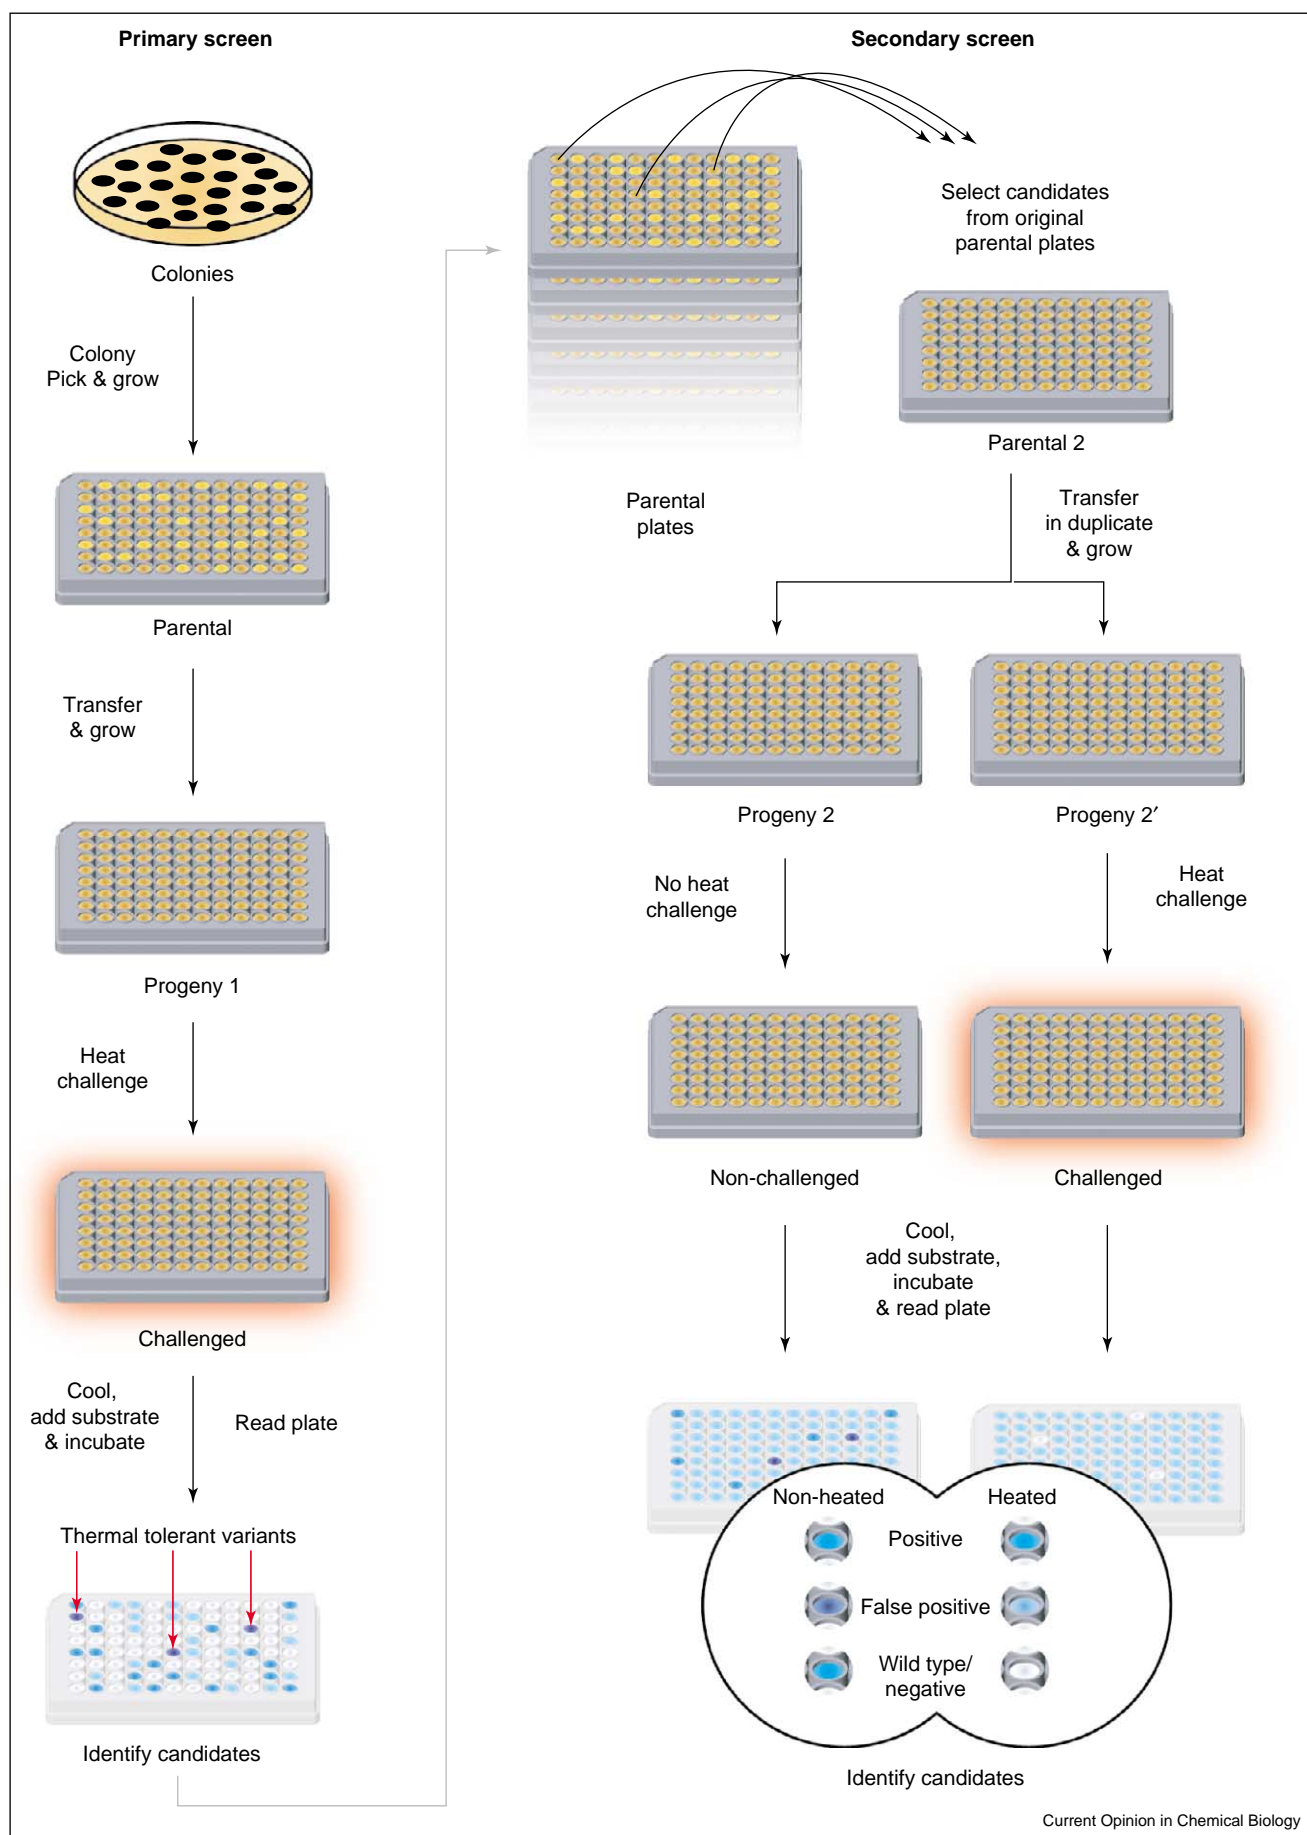 Primary screen
Colonies
Colony
Pick & grow
Parental
Transfer
& grow
Progeny 1
Heat
challenge
Challenged
Cool,
add substrate
& incubate
Read plate
Thermal tolerant variants
Identify candidates
Secondary screen
Select candidates
from original
parental plates
Parental
plates
Parental 2
Transfer
in duplicate
& grow
Progeny 2
Progeny 2′
No heat
challenge
Heat
challenge
Non-challenged
Challenged
Cool,
add substrate,
incubate
& read plate
Non-heated
Heated
Positive
False positive
Wild type/
negative
Identify candidates
Current Opinion in Chemical Biology